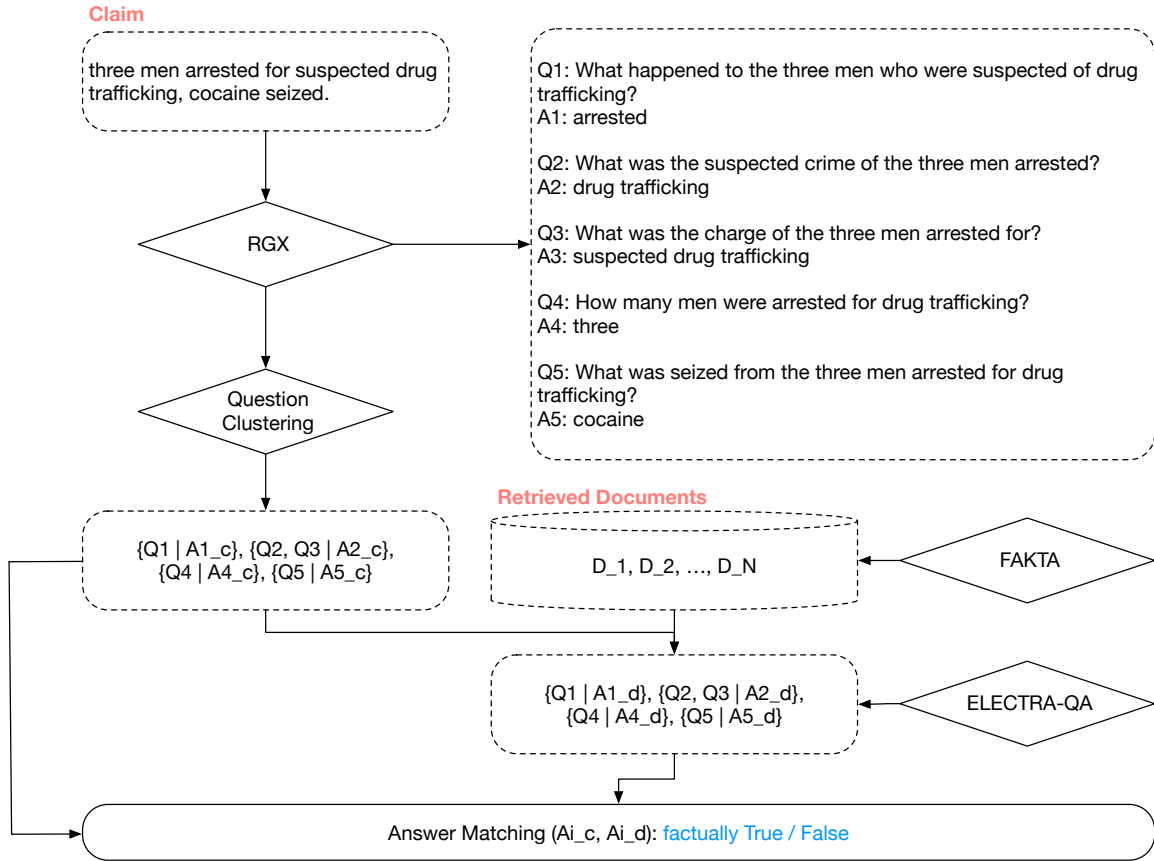 Claim
three men arrested for suspected drug
trafficking, cocaine seized.
Q1: What happened to the three men who were suspected of drug
trafficking?
A1: arrested
Q2: What was the suspected crime of the three men arrested?
A2: drug trafficking
Q3: What was the charge of the three men arrested for?
A3: suspected drug trafficking
Q4: How many men were arrested for drug trafficking?
A4: three
Q5: What was seized from the three men arrested for drug
trafficking?
A5: cocaine
RGX
Question
Clustering
Retrieved Documents
{Q1 | A1_c}, {Q2, Q3 | A2_c},
{Q4 | A4_c}, {Q5 | A5_c}
D_1, D_2, …, D_N
FAKTA
{Q1 | A1_d}, {Q2, Q3 | A2_d},
{Q4 | A4_d}, {Q5 | A5_d}
ELECTRA-QA
Answer Matching (Ai_c, Ai_d): factually True / False